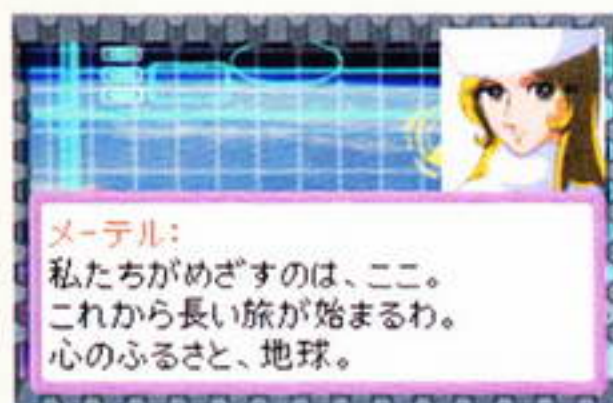 メーテル:
私たちがめざすのは、ここ。
これから長い旅が始まるわ。
心のふるさと、地球。